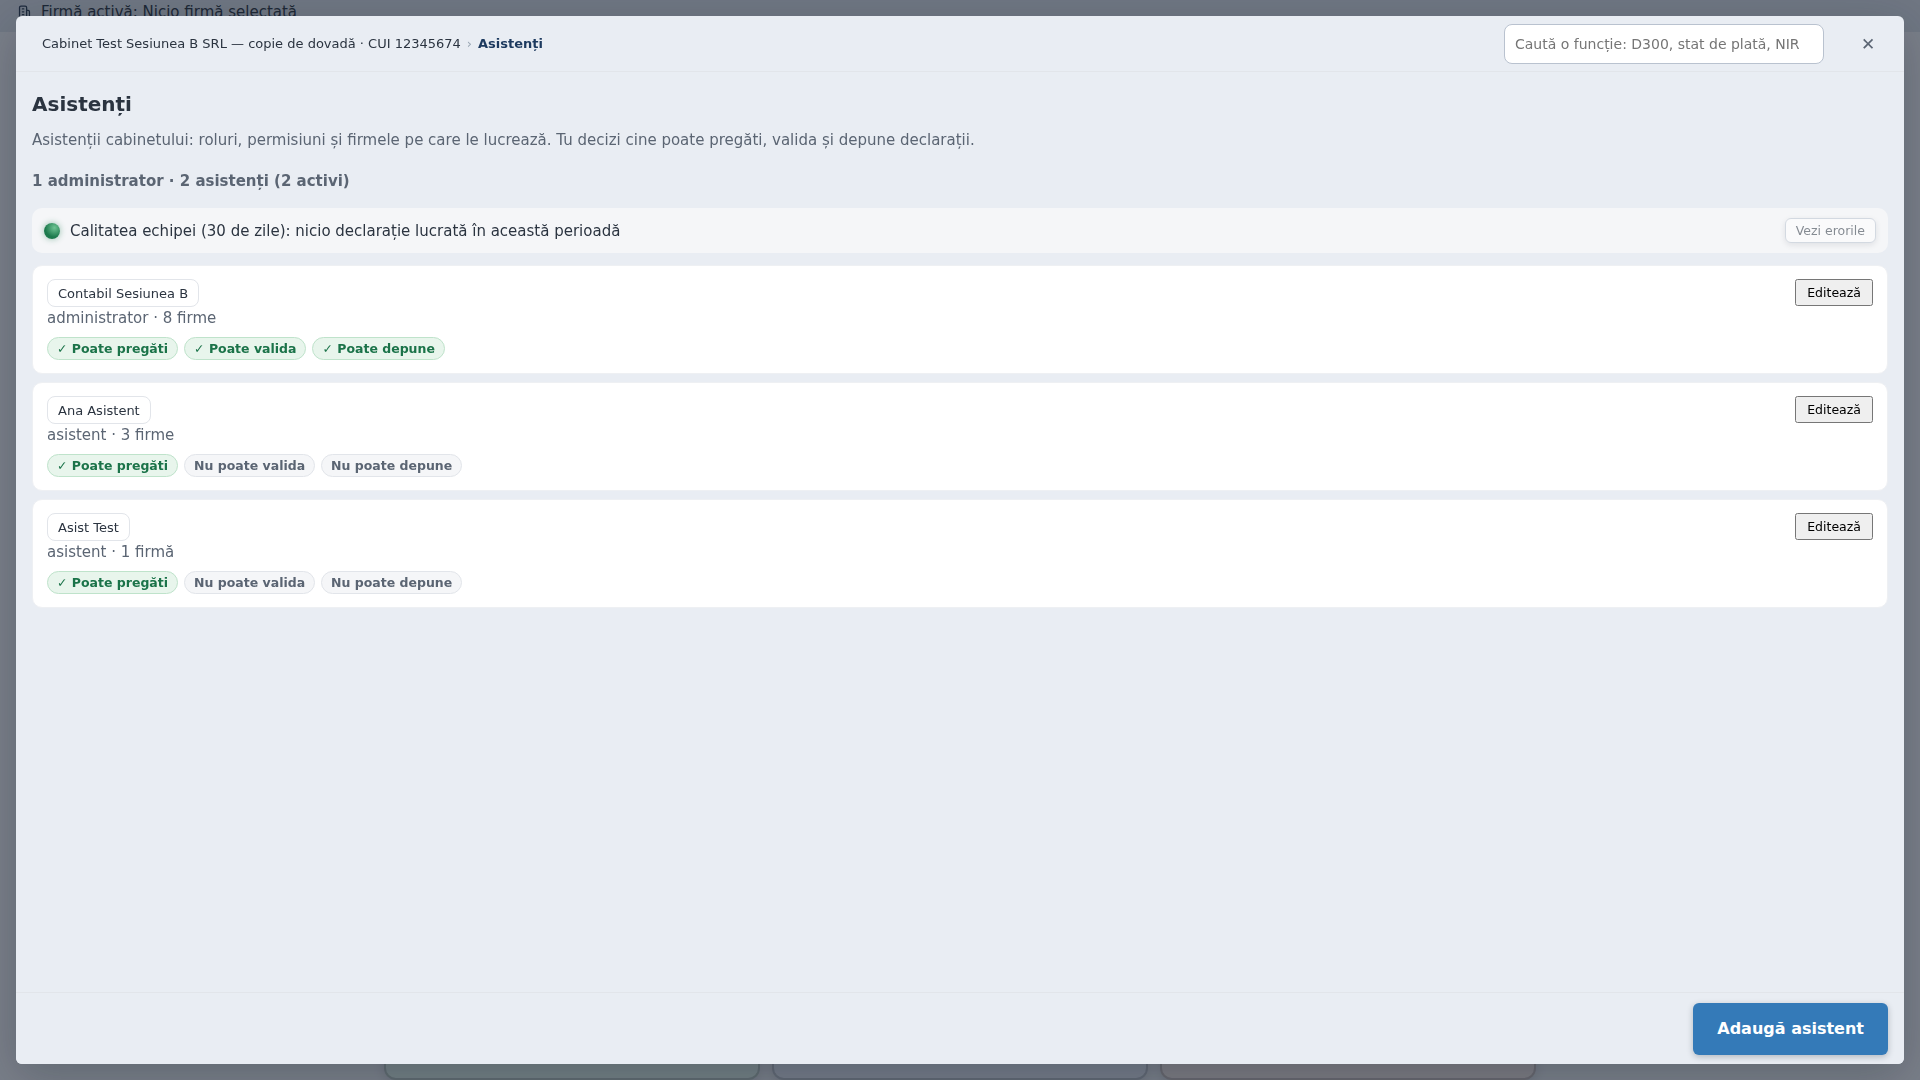 Firmă activă: Nicio firmă selectată
Cabinet Test Sesiunea B SRL — copie de dovadă · CUI 12345674 › Asistenți
Caută o funcție: D300, stat de plată, NIR
✕
Asistenți
Asistenții cabinetului: roluri, permisiuni și firmele pe care le lucrează. Tu decizi cine poate pregăti, valida și depune declarații.
1 administrator · 2 asistenți (2 activi)
Calitatea echipei (30 de zile): nicio declarație lucrată în această perioadă
Vezi erorile
Contabil Sesiunea B
Editează
administrator · 8 firme
✓ Poate pregăti ✓ Poate valida ✓ Poate depune
Ana Asistent
Editează
asistent · 3 firme
✓ Poate pregăti Nu poate valida Nu poate depune
Asist Test
Editează
asistent · 1 firmă
✓ Poate pregăti Nu poate valida Nu poate depune
Adaugă asistent